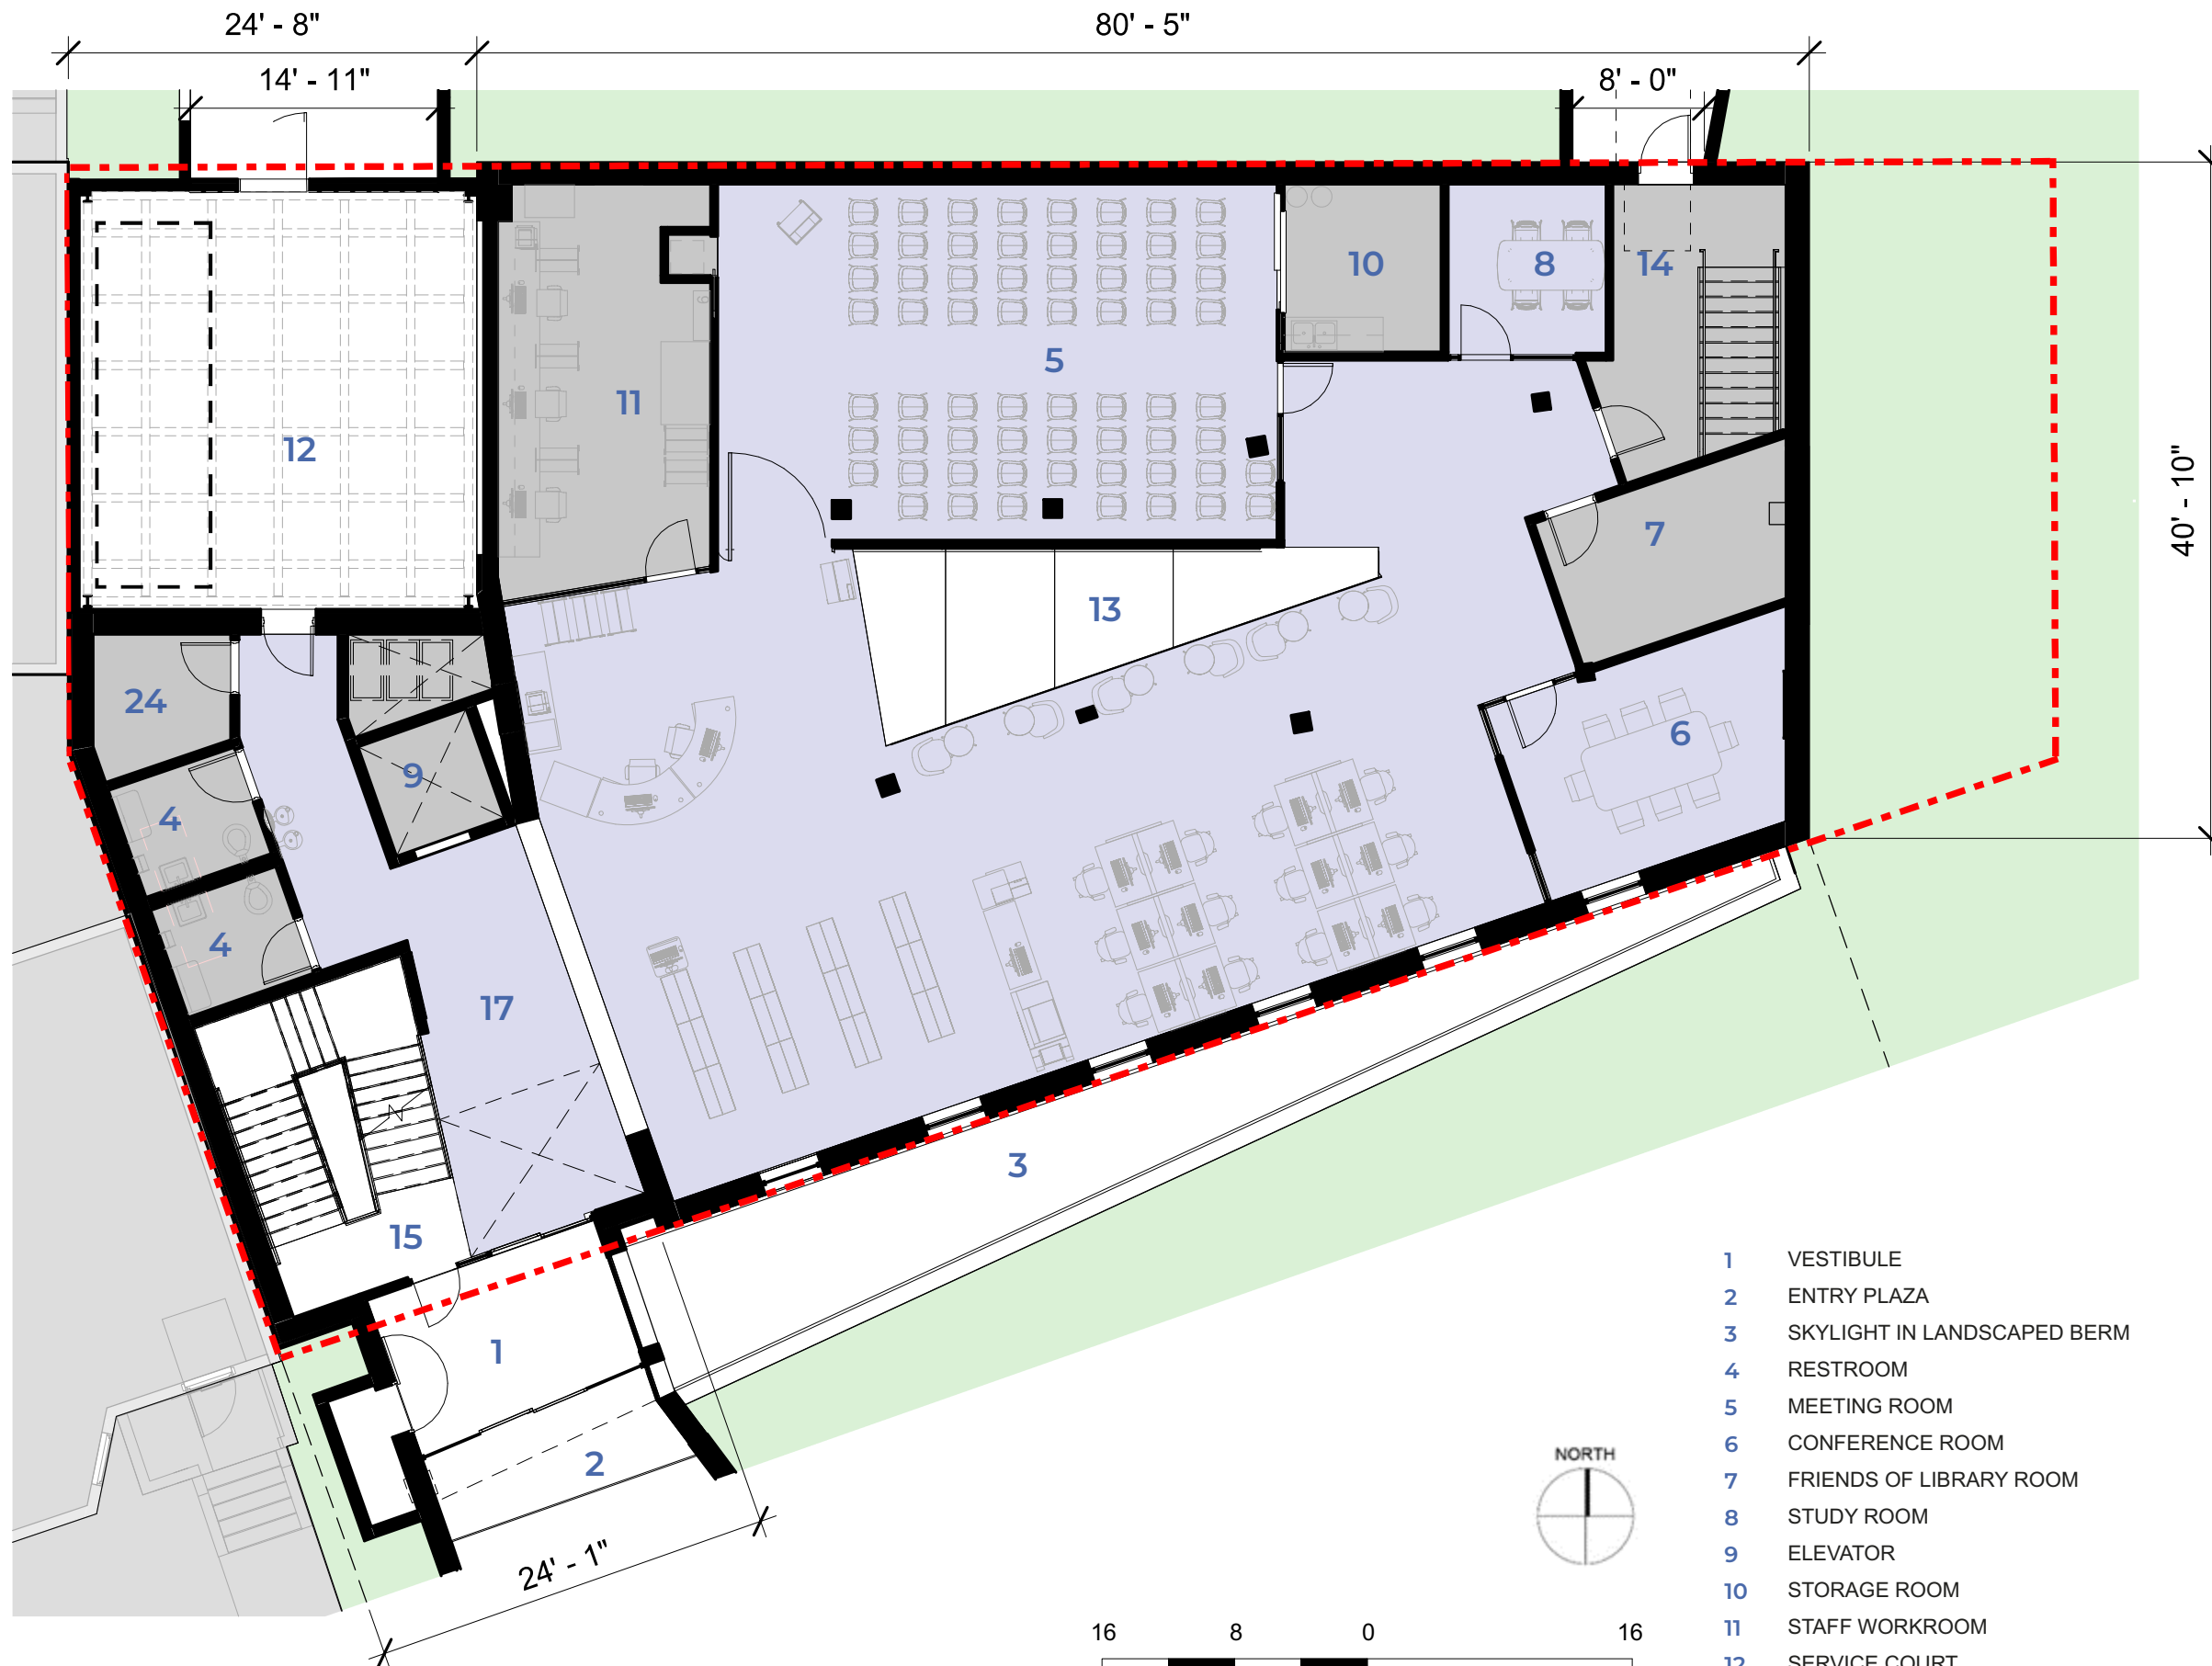 24' - 8"
80' - 5"
14' - 11"
8' - 0"
40' - 10"
10
8
14
5
11
12
7
13
24
6
9
4
4
17
3
15
1
2
24' - 1"
NORTH
16 8 0 16
1 VESTIBULE
2 ENTRY PLAZA
3 SKYLIGHT IN LANDSCAPED BERM
4 RESTROOM
5 MEETING ROOM
6 CONFERENCE ROOM
7 FRIENDS OF LIBRARY ROOM
8 STUDY ROOM
9 ELEVATOR
10 STORAGE ROOM
11 STAFF WORKROOM
12 SERVICE COURT